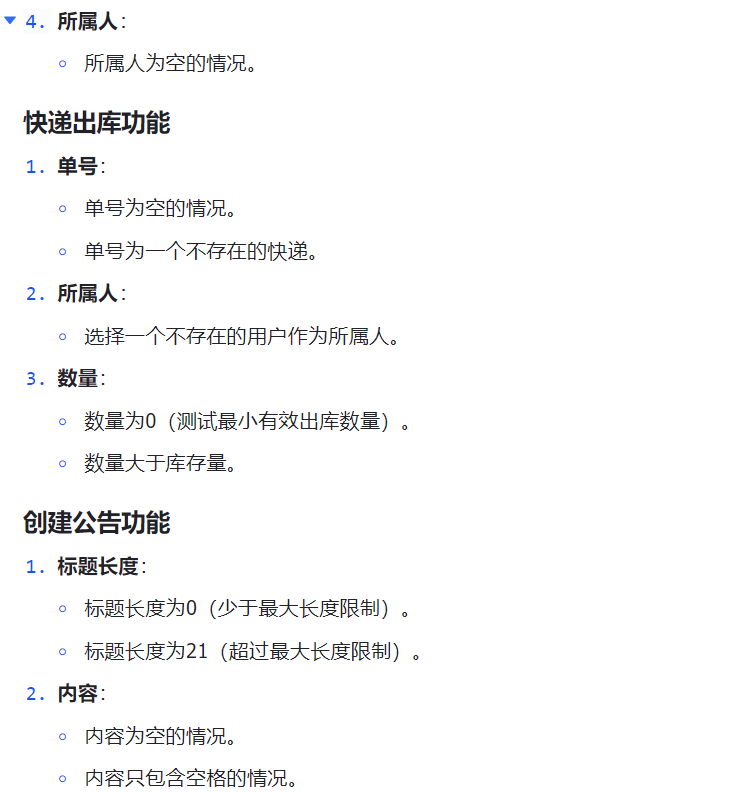 4. 所属人：
所属人为空的情况。
快递出库功能
1. 单号：
单号为空的情况。
单号为一个不存在的快递。
2. 所属人：
选择一个不存在的用户作为所属人。
3. 数量：
数量为0（测试最小有效出库数量）。
数量大于库存量。
创建公告功能
1. 标题长度：
标题长度为0（少于最大长度限制）。
标题长度为21（超过最大长度限制）。
2. 内容：
内容为空的情况。
内容只包含空格的情况。